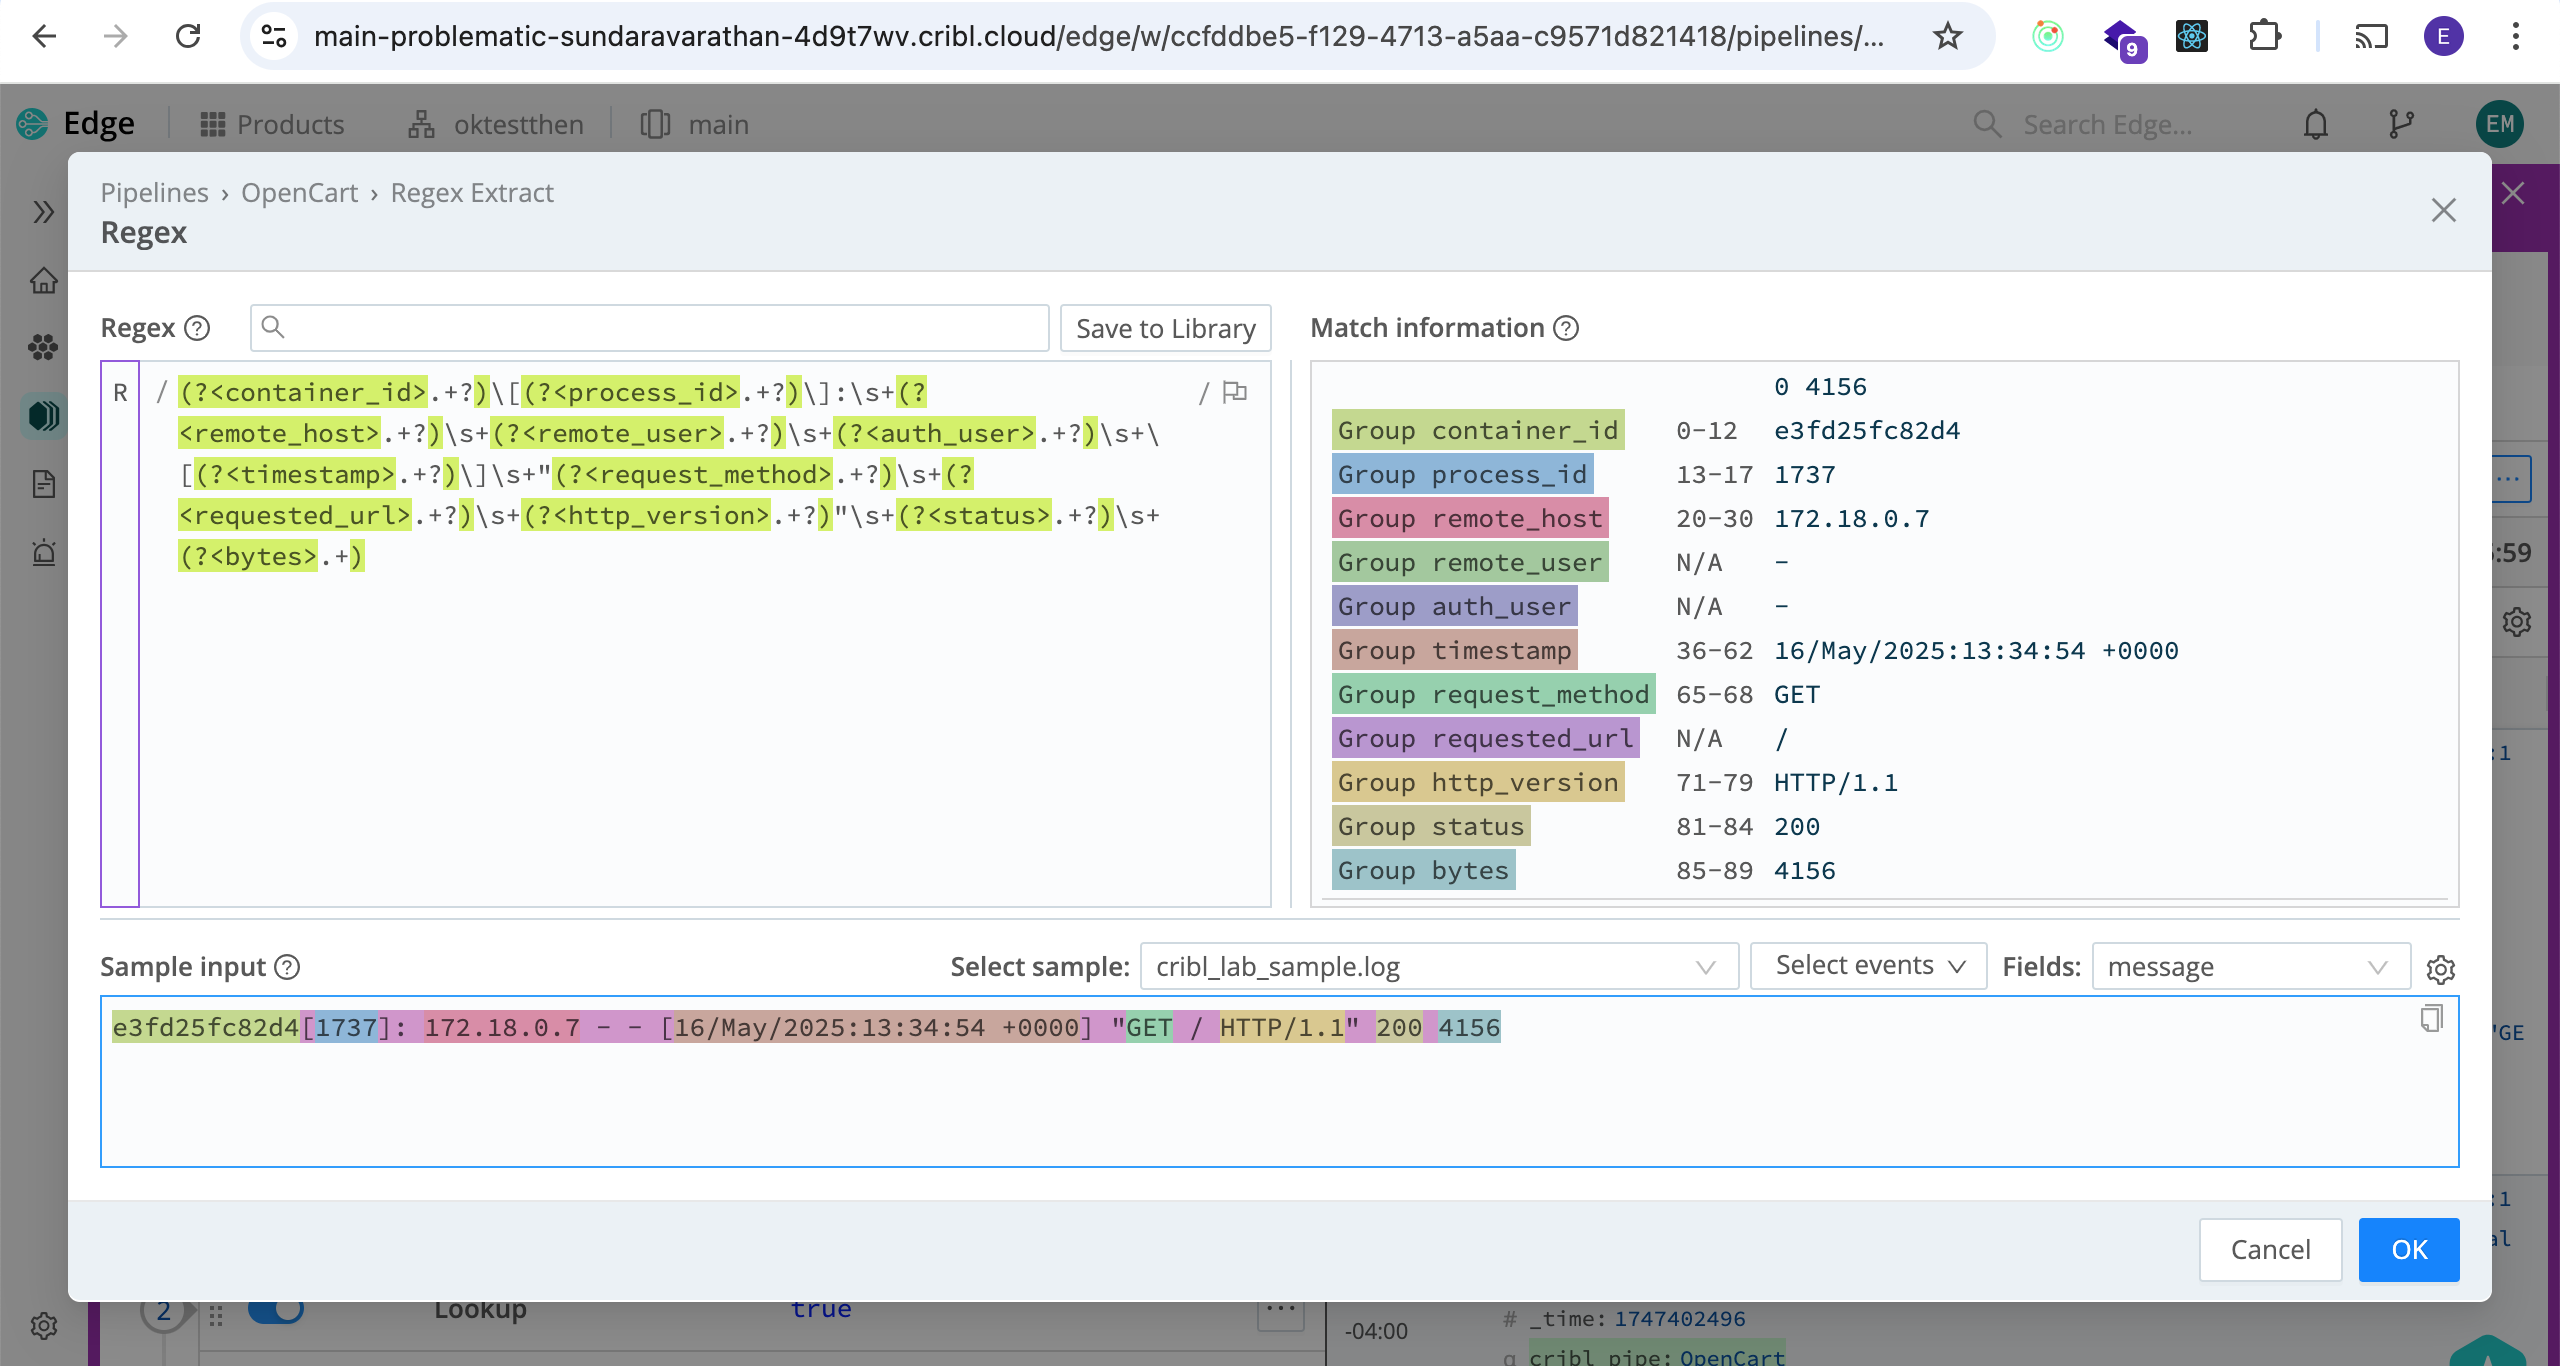 main-problematic-sundaravarathan-4d9t7wv.cribl.cloud/edge/w/ccfddbe5-f129-4713-a5aa-c9571d821418/pipelines/...
9
E
Edge
Products
oktestthen
main
Search Edge...
EM
Pipelines › OpenCart › Regex Extract
Regex
Regex
Save to Library
Match information
R
/ (?<container_id>.+?)\[(?<process_id>.+?)\]:\s+(?
<remote_host>.+?)\s+(?<remote_user>.+?)\s+(?<auth_user>.+?)\s+\
[(?<timestamp>.+?)\]\s+"(?<request_method>.+?)\s+(?
<requested_url>.+?)\s+(?<http_version>.+?)"\s+(?<status>.+?)\s+
(?<bytes>.+)
/
0 4156
Group container_id 0-12 e3fd25fc82d4
Group process_id 13-17 1737
Group remote_host 20-30 172.18.0.7
Group remote_user N/A -
Group auth_user N/A -
Group timestamp 36-62 16/May/2025:13:34:54 +0000
Group request_method 65-68 GET
Group requested_url N/A /
Group http_version 71-79 HTTP/1.1
Group status 81-84 200
Group bytes 85-89 4156
:59
:1
"GE
:1
al
Sample input
Select sample: cribl_lab_sample.log
Select events
Fields: message
e3fd25fc82d4[1737]: 172.18.0.7 - - [16/May/2025:13:34:54 +0000] "GET / HTTP/1.1" 200 4156
Cancel
OK
2
Lookup
true
...
-04:00
# _time: 1747402496
cribl_pipe: OpenCart